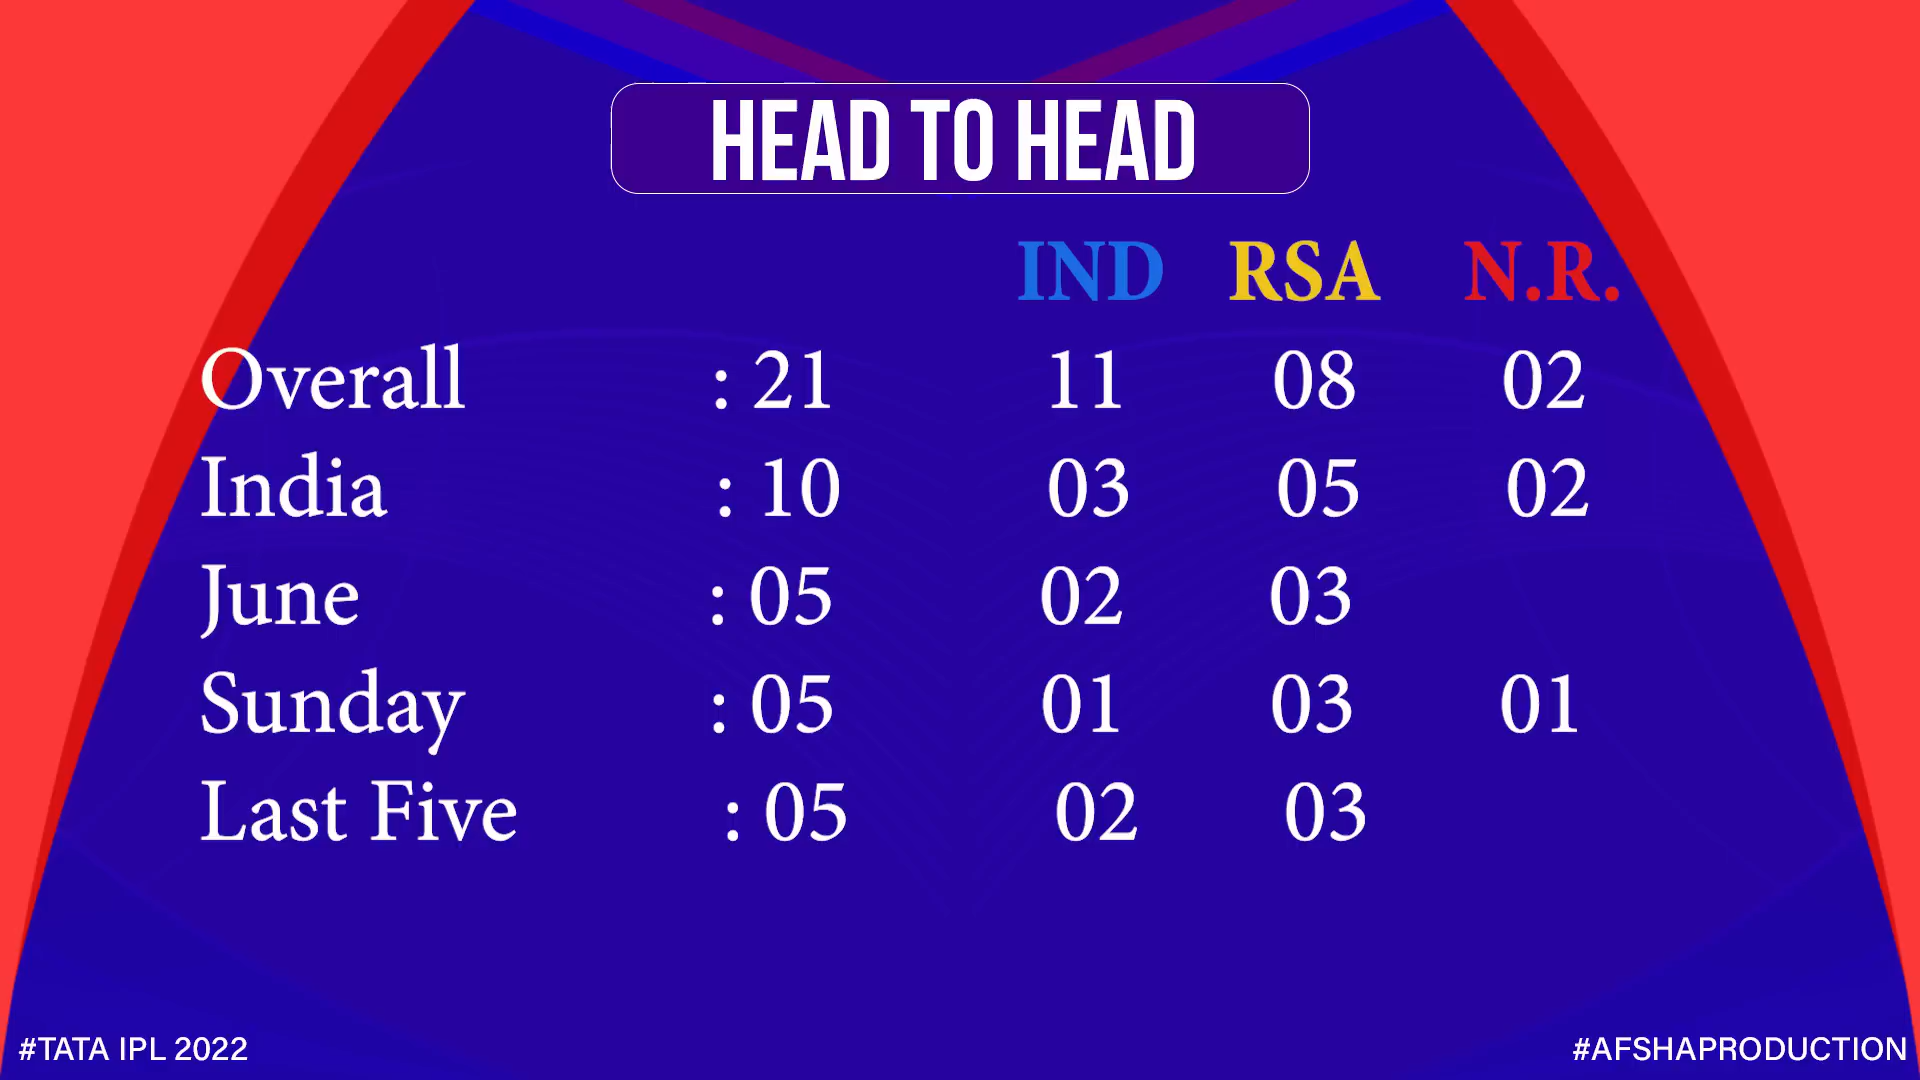 HEAD TO HEAD
IND RSA N.R.
Overall : 21 11 08 02
India : 10 03 05 02
June : 05 02 03
Sunday : 05 01 03 01
Last Five : 05 02 03
#TATA IPL 2022 #AFSHAPRODUCTION